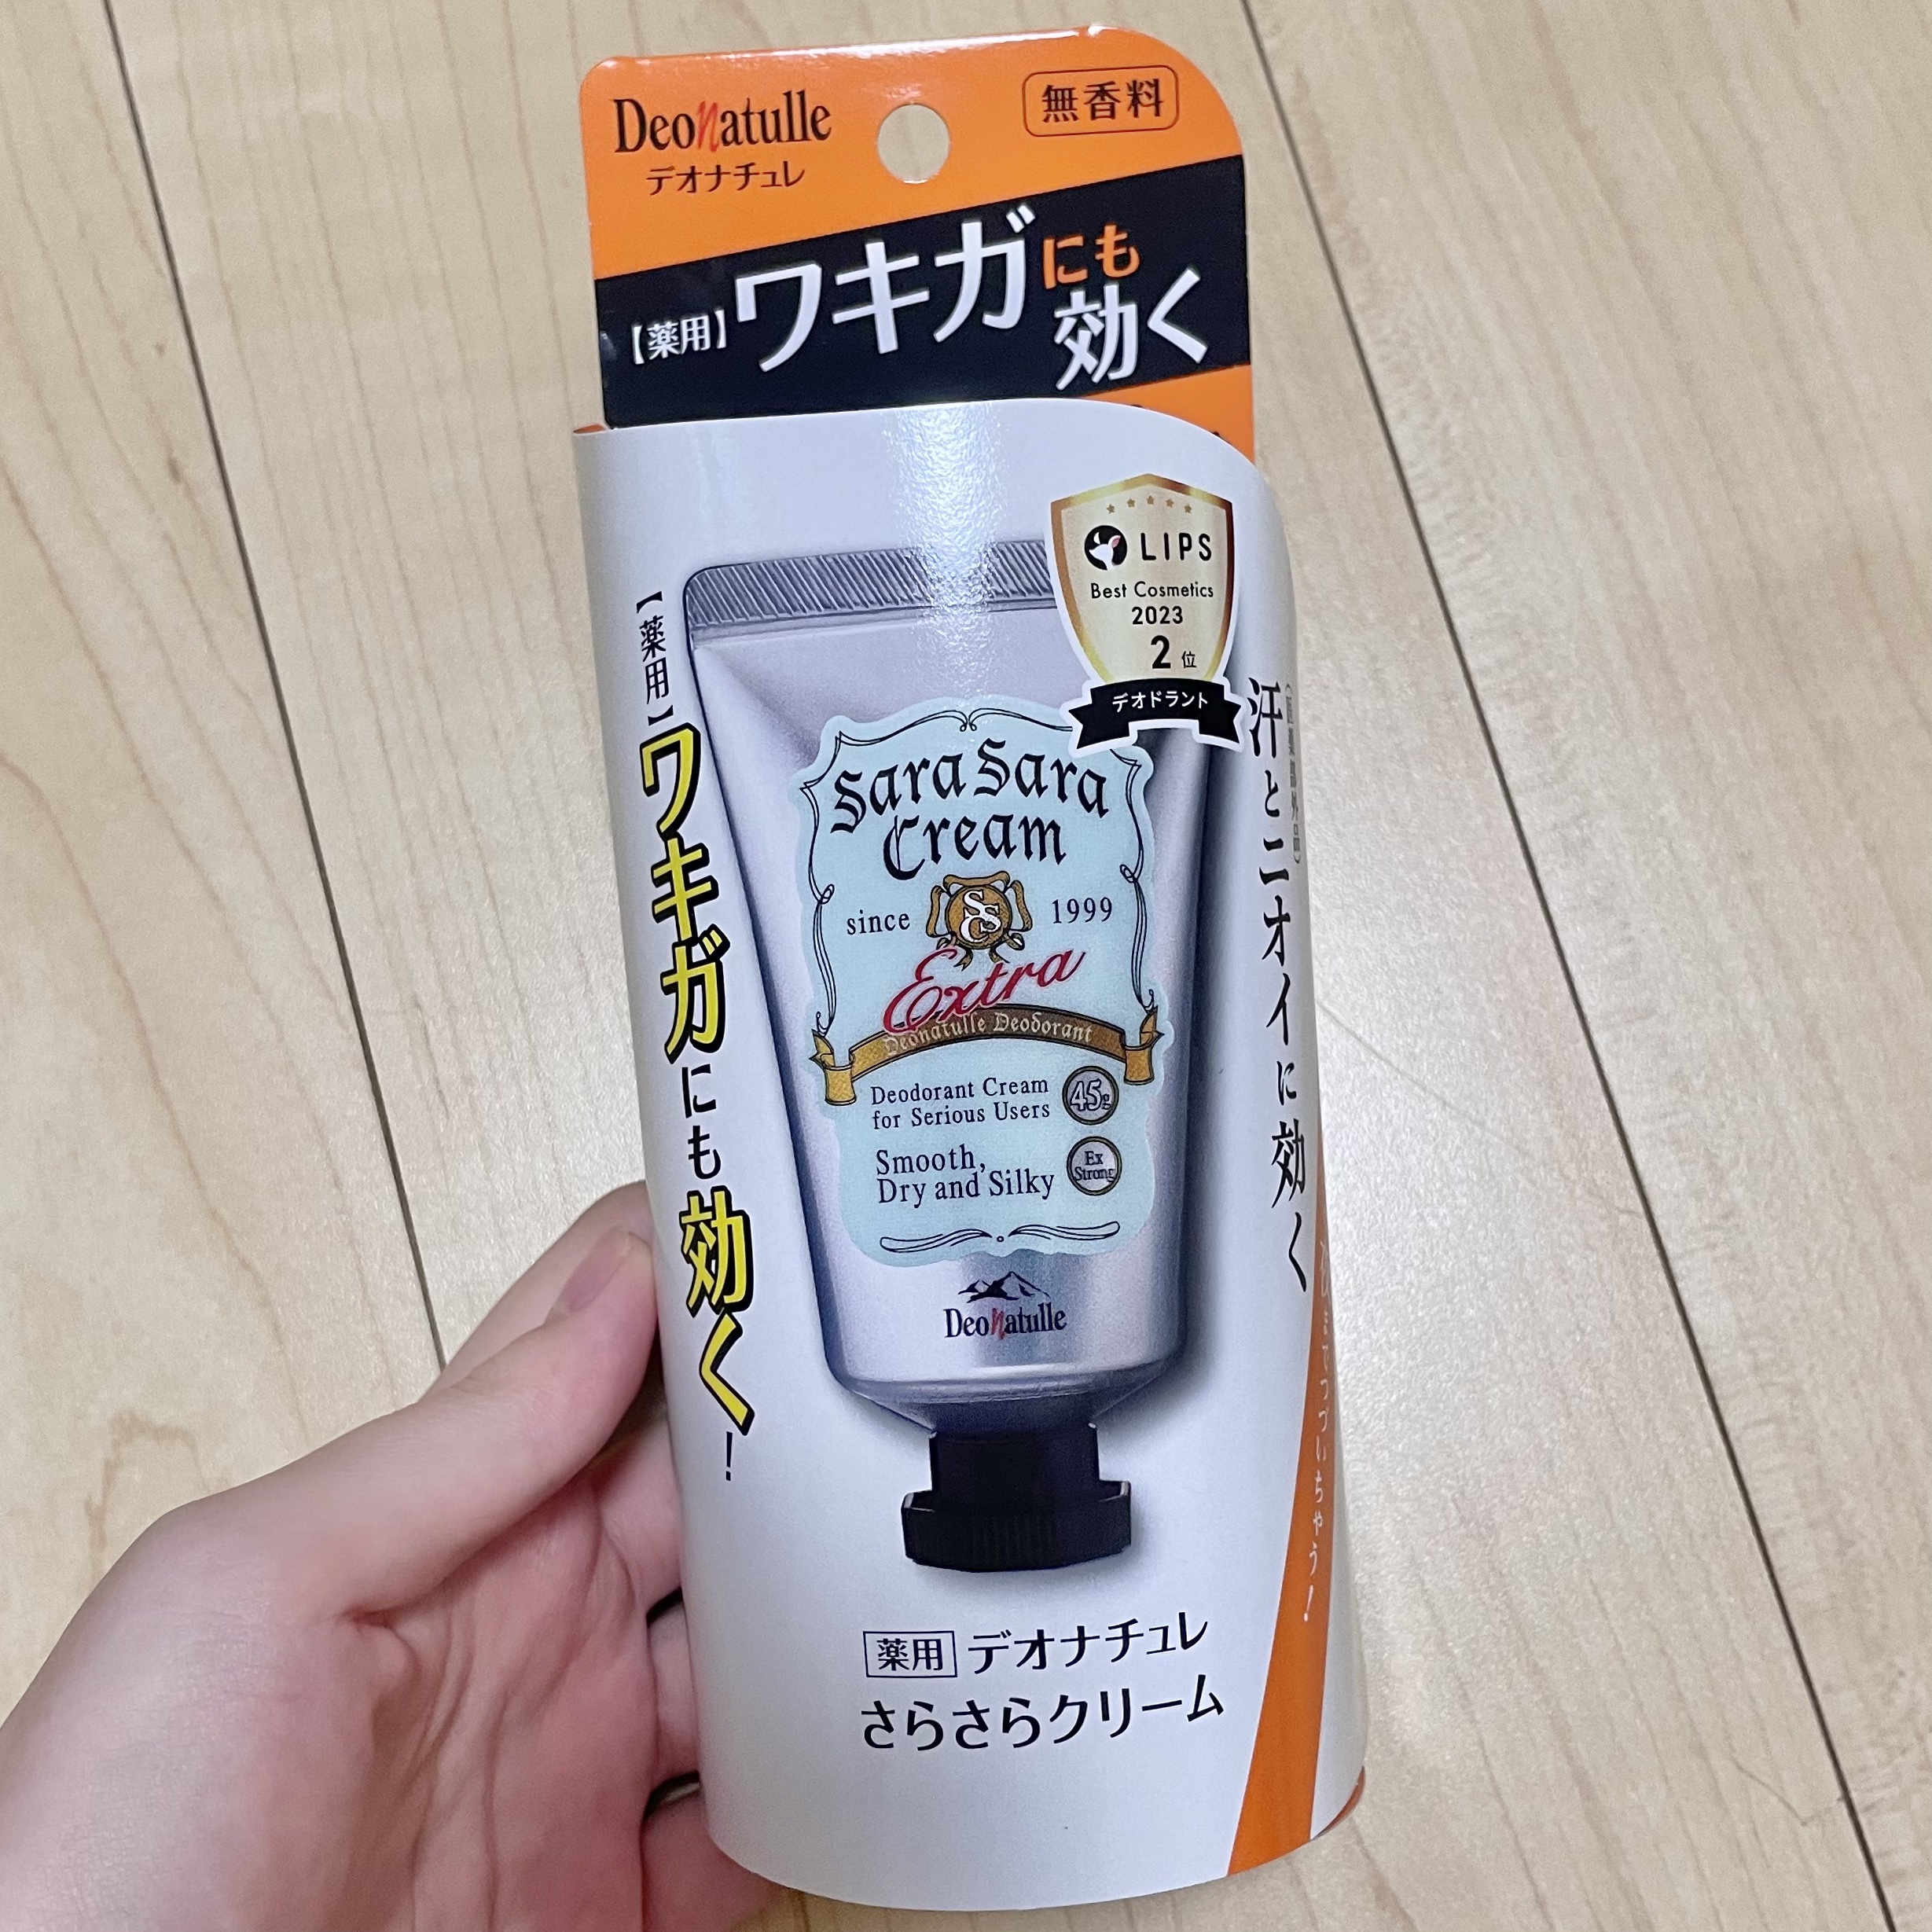 Deonatulle
デオナチュレ
無香料
【薬用】ワキガにも
効く
【薬用】ワキガにも効く!
LIPS
Best Cosmetics
2023
2位
デオドラント
Sara Sara
Cream
since 1999
SSC
Extra
Deonatulle Deodorant
Deodorant Cream
for Serious Users
45g
Smooth,
Dry and Silky
Ex
Strong
Deonatulle
(医薬部外品)
汗とニオイに効く
薬用 デオナチュレ
さらさらクリーム